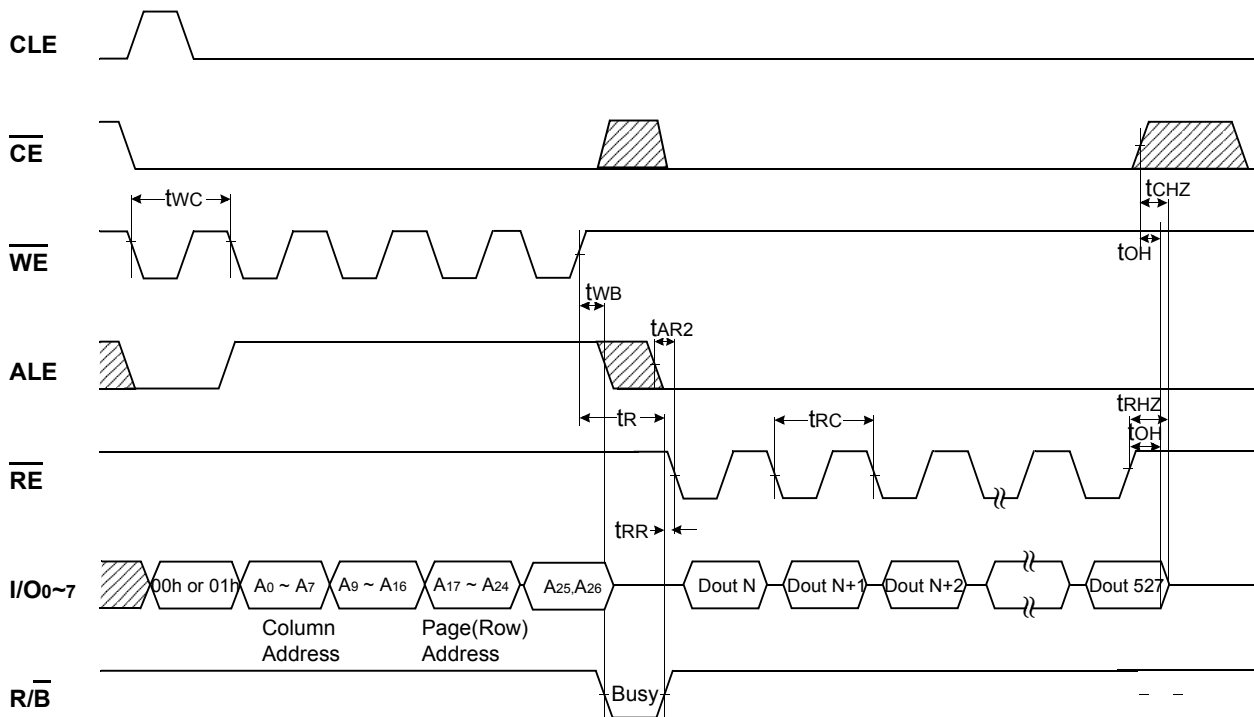 CLE
CE
tCHZ
tWC
WE
tOH
tWB
tAR2
ALE
tRHZ
tR
tRC
tOH
RE
tRR
I/O0~7
00h or 01h
A0 ~ A7
A9 ~ A16
A17 ~ A24
A25,A26
Dout N
Dout N+1
Dout N+2
Dout 527
Column
Address
Page(Row)
Address
R/B
Busy